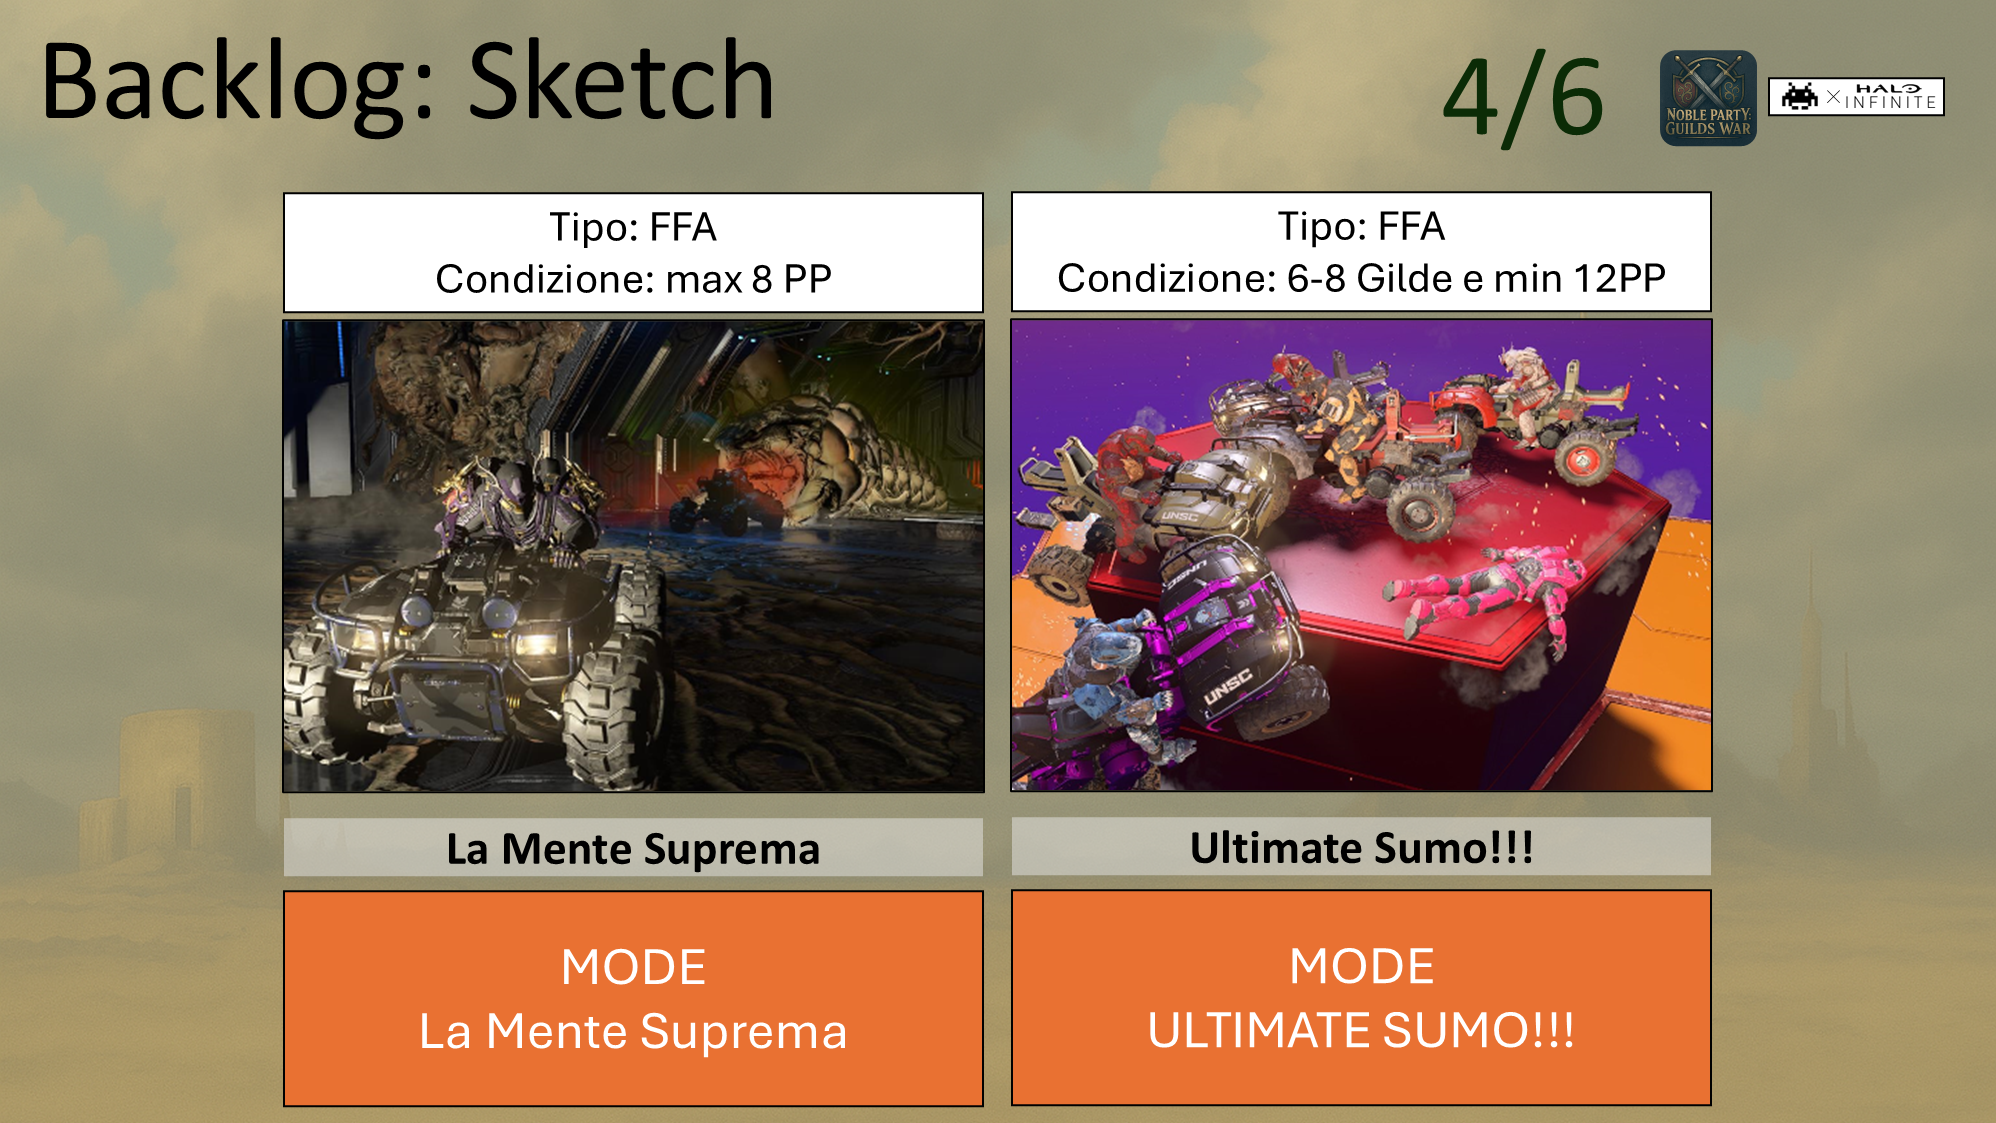 Backlog: Sketch
4/6
NOBLE PARTY:
GUILDS WAR
× HALO
INFINITE
Tipo: FFA
Condizione: max 8 PP
Tipo: FFA
Condizione: 6-8 Gilde e min 12PP
UNSC
UNSC
UNSC
La Mente Suprema
Ultimate Sumo!!!
MODE
La Mente Suprema
MODE
ULTIMATE SUMO!!!